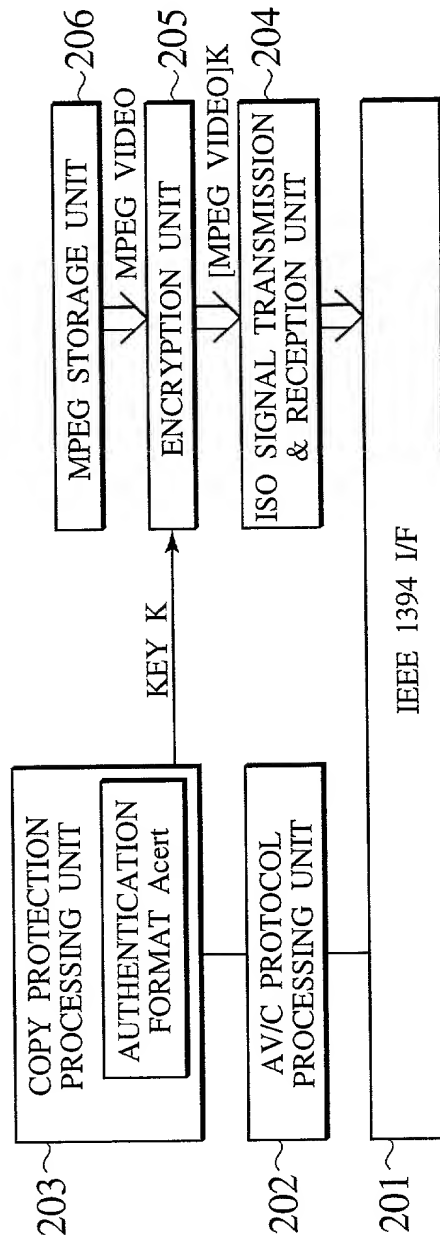 203
COPY PROTECTION
PROCESSING UNIT
AUTHENTICATION
FORMAT Acert
KEY K
MPEG STORAGE UNIT
206
MPEG VIDEO
ENCRYPTION UNIT
205
[MPEG VIDEO]K
ISO SIGNAL TRANSMISSION
& RECEPTION UNIT
204
202
AV/C PROTOCOL
PROCESSING UNIT
201
IEEE 1394 I/F